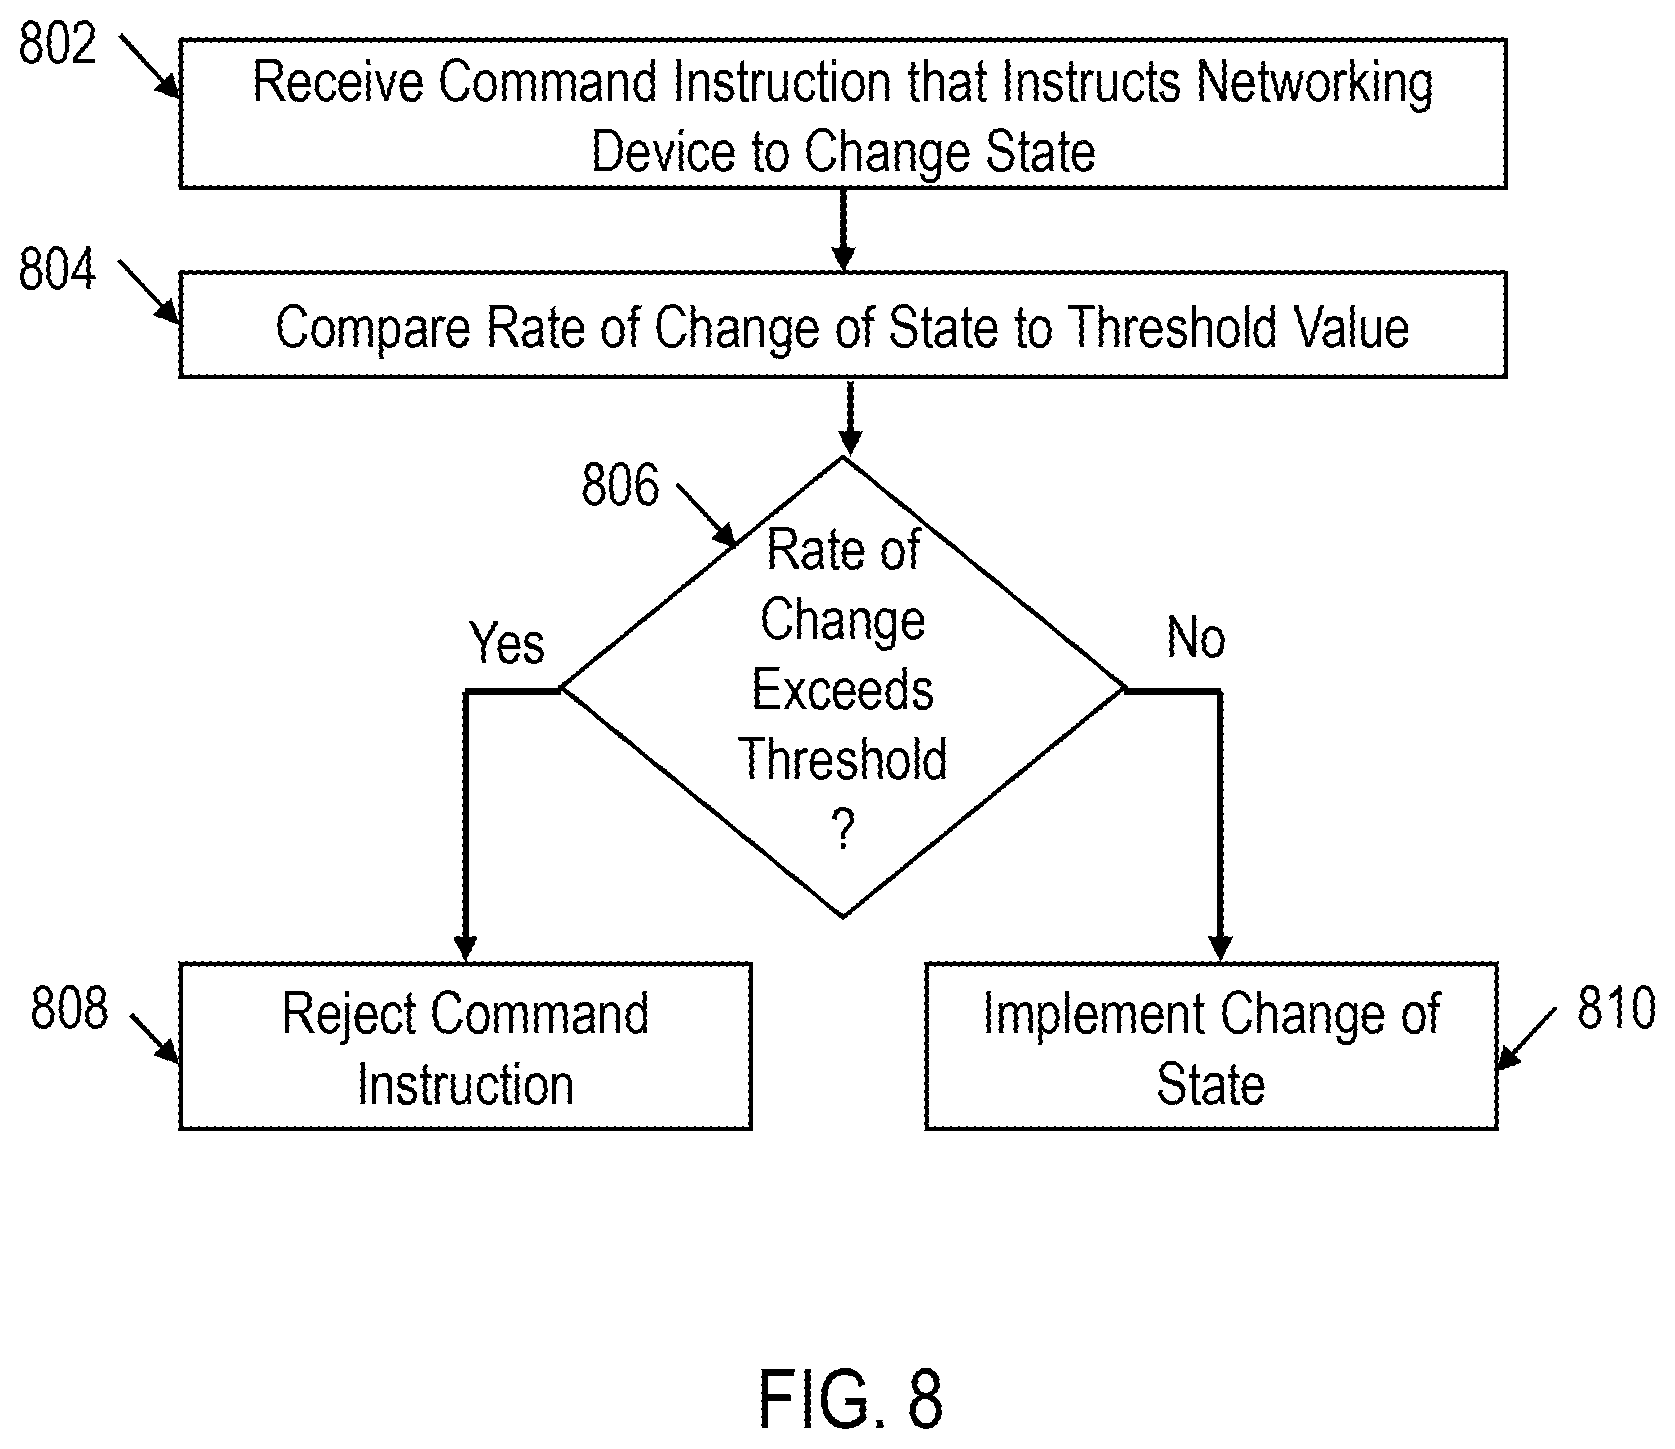 802
Receive Command Instruction that Instructs Networking
Device to Change State
804
Compare Rate of Change of State to Threshold Value
806
Rate of
Change
Exceeds
Threshold
?
Yes
No
808
Reject Command
Instruction
Implement Change of
State
810
FIG. 8